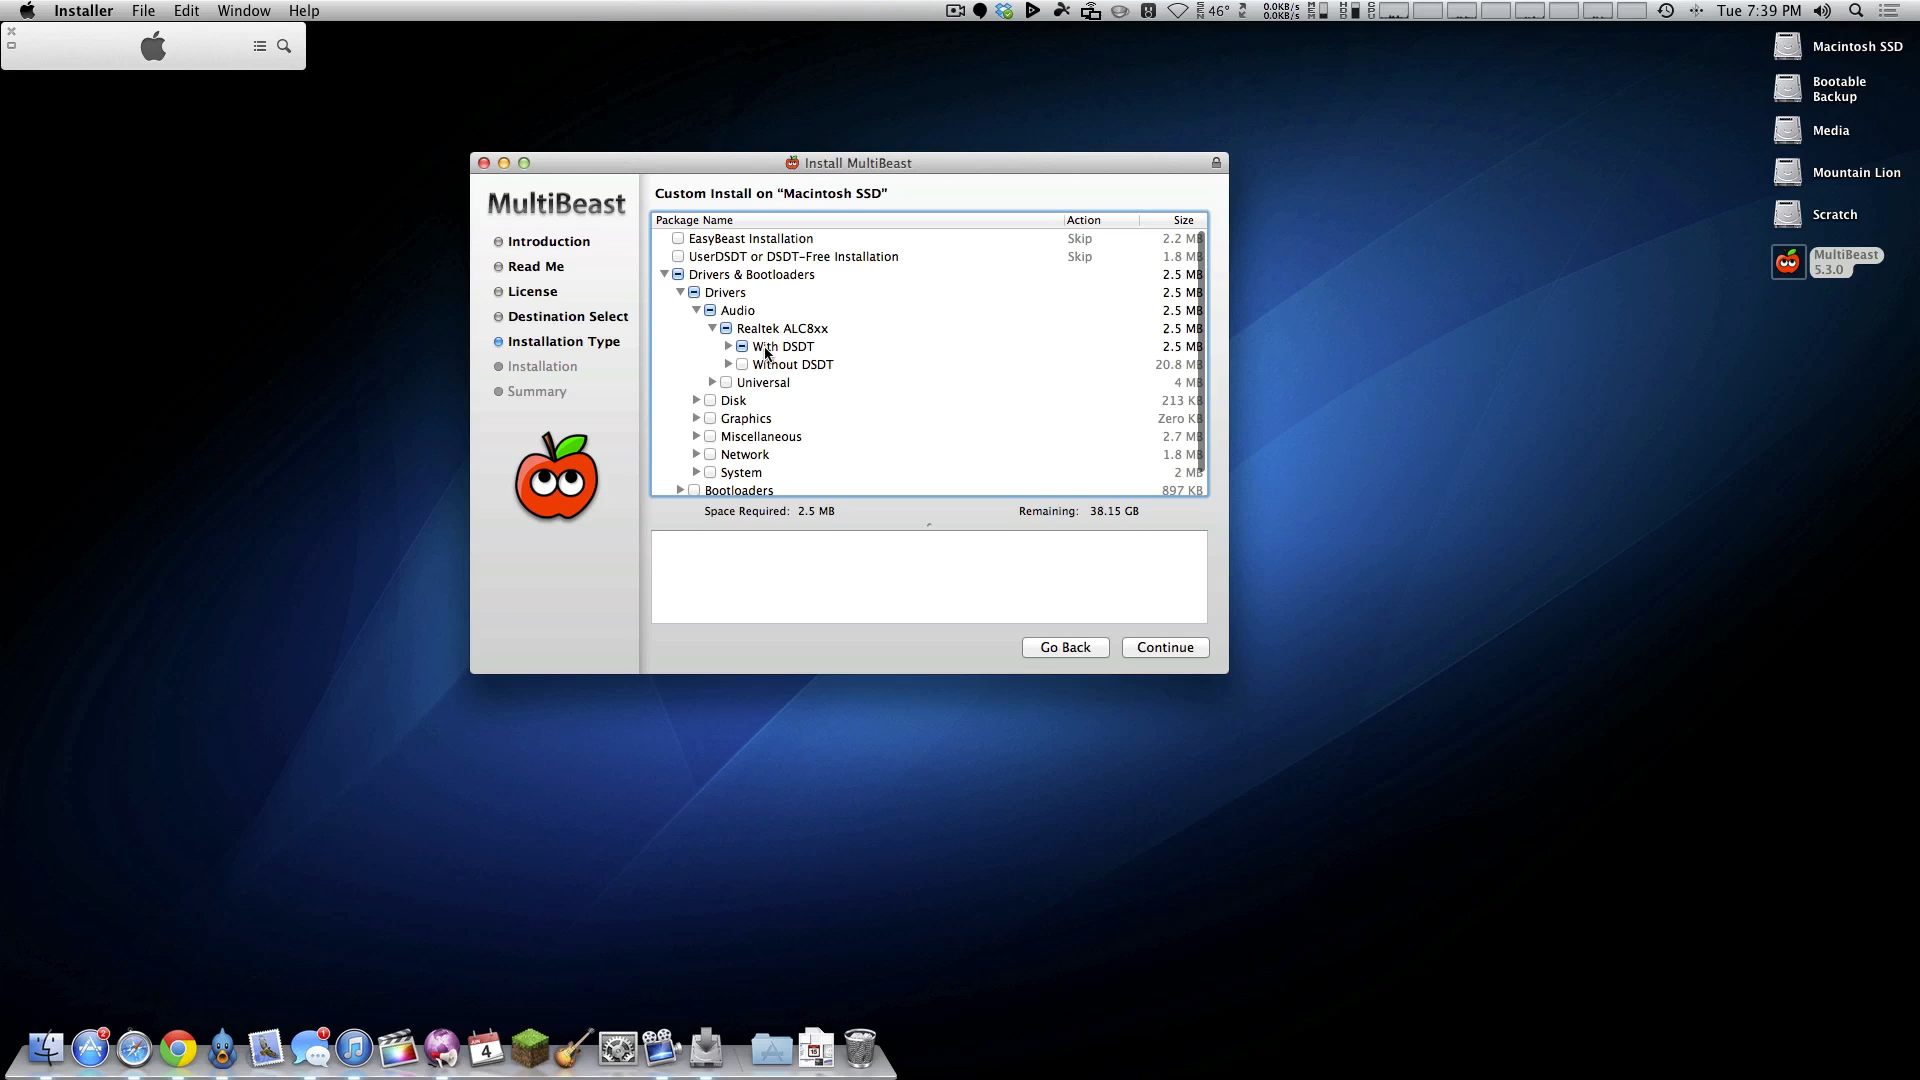 Installer File Edit Window Help
46° 0.0KB/s 0.0KB/s Tue 7:39 PM
Macintosh SSD
Bootable
Backup
Media
Mountain Lion
Scratch
MultiBeast
5.3.0
Install MultiBeast
MultiBeast
Introduction
Read Me
License
Destination Select
Installation Type
Installation
Summary
Custom Install on “Macintosh SSD”
Package Name Action Size
EasyBeast Installation Skip 2.2 MB
UserDSDT or DSDT-Free Installation Skip 1.8 MB
Drivers & Bootloaders 2.5 MB
Drivers 2.5 MB
Audio 2.5 MB
Realtek ALC8xx 2.5 MB
With DSDT 2.5 MB
Without DSDT 20.8 MB
Universal 4 MB
Disk 213 KB
Graphics Zero KB
Miscellaneous 2.7 MB
Network 1.8 MB
System 2 MB
Bootloaders 897 KB
Space Required: 2.5 MB Remaining: 38.15 GB
Go Back Continue
2 1 4